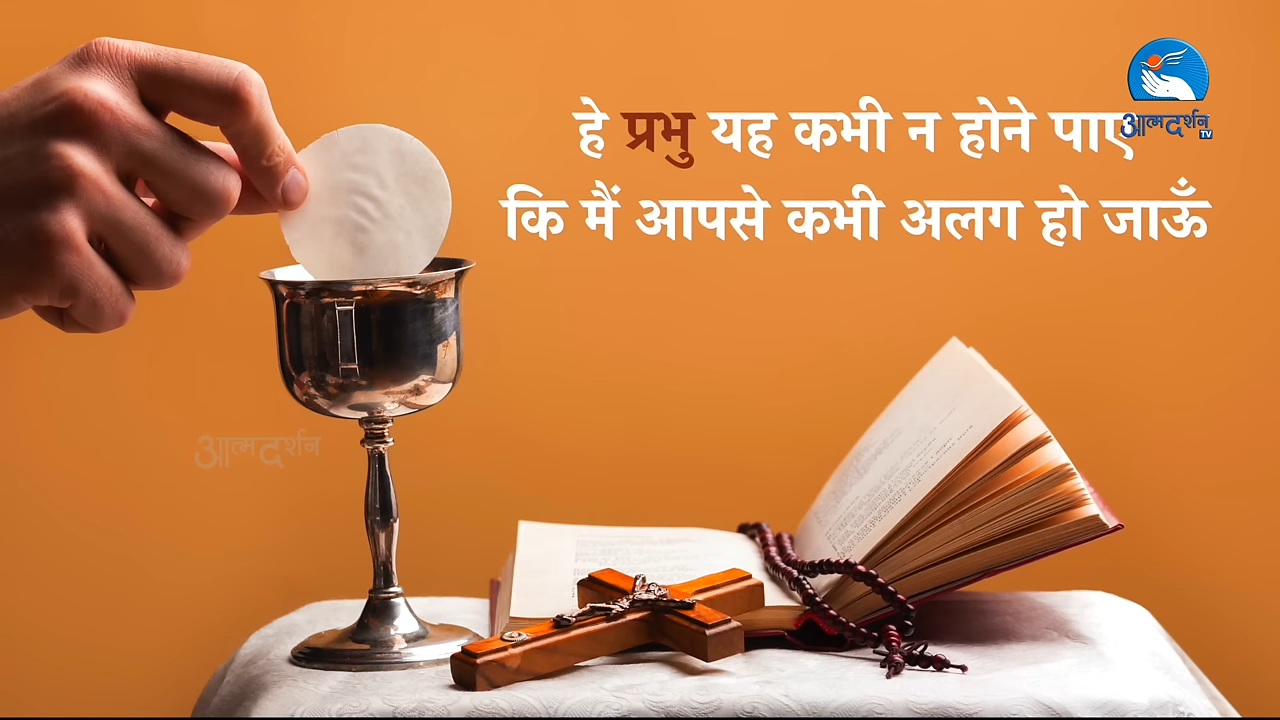 हे प्रभु यह कभी न होने पाए
कि मैं आपसे कभी अलग हो जाऊँ
आत्मदर्शन
TV
आत्मदर्शन